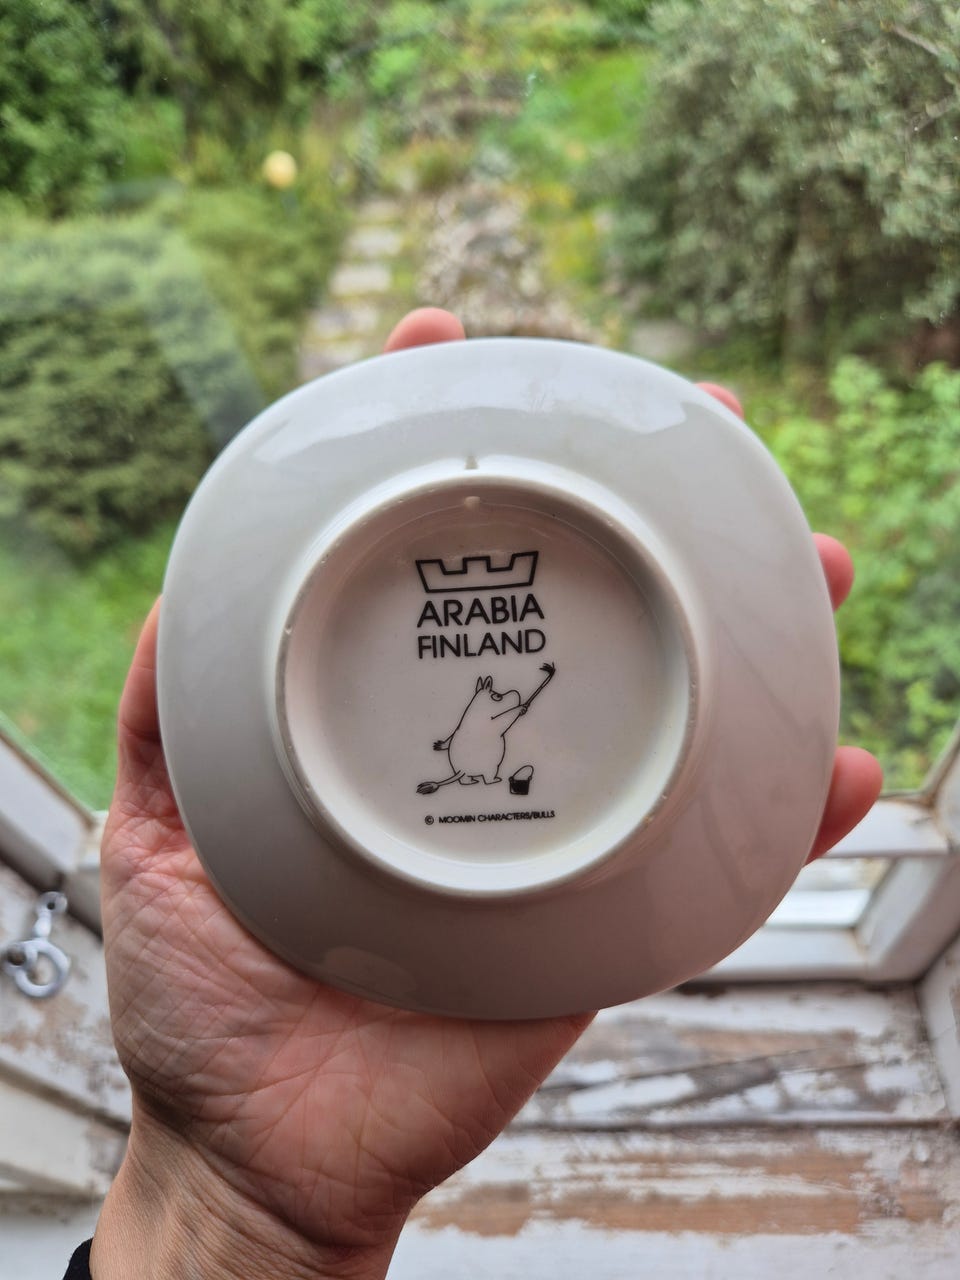 ARABIA
FINLAND
© MOOMIN CHARACTERS/BULLS